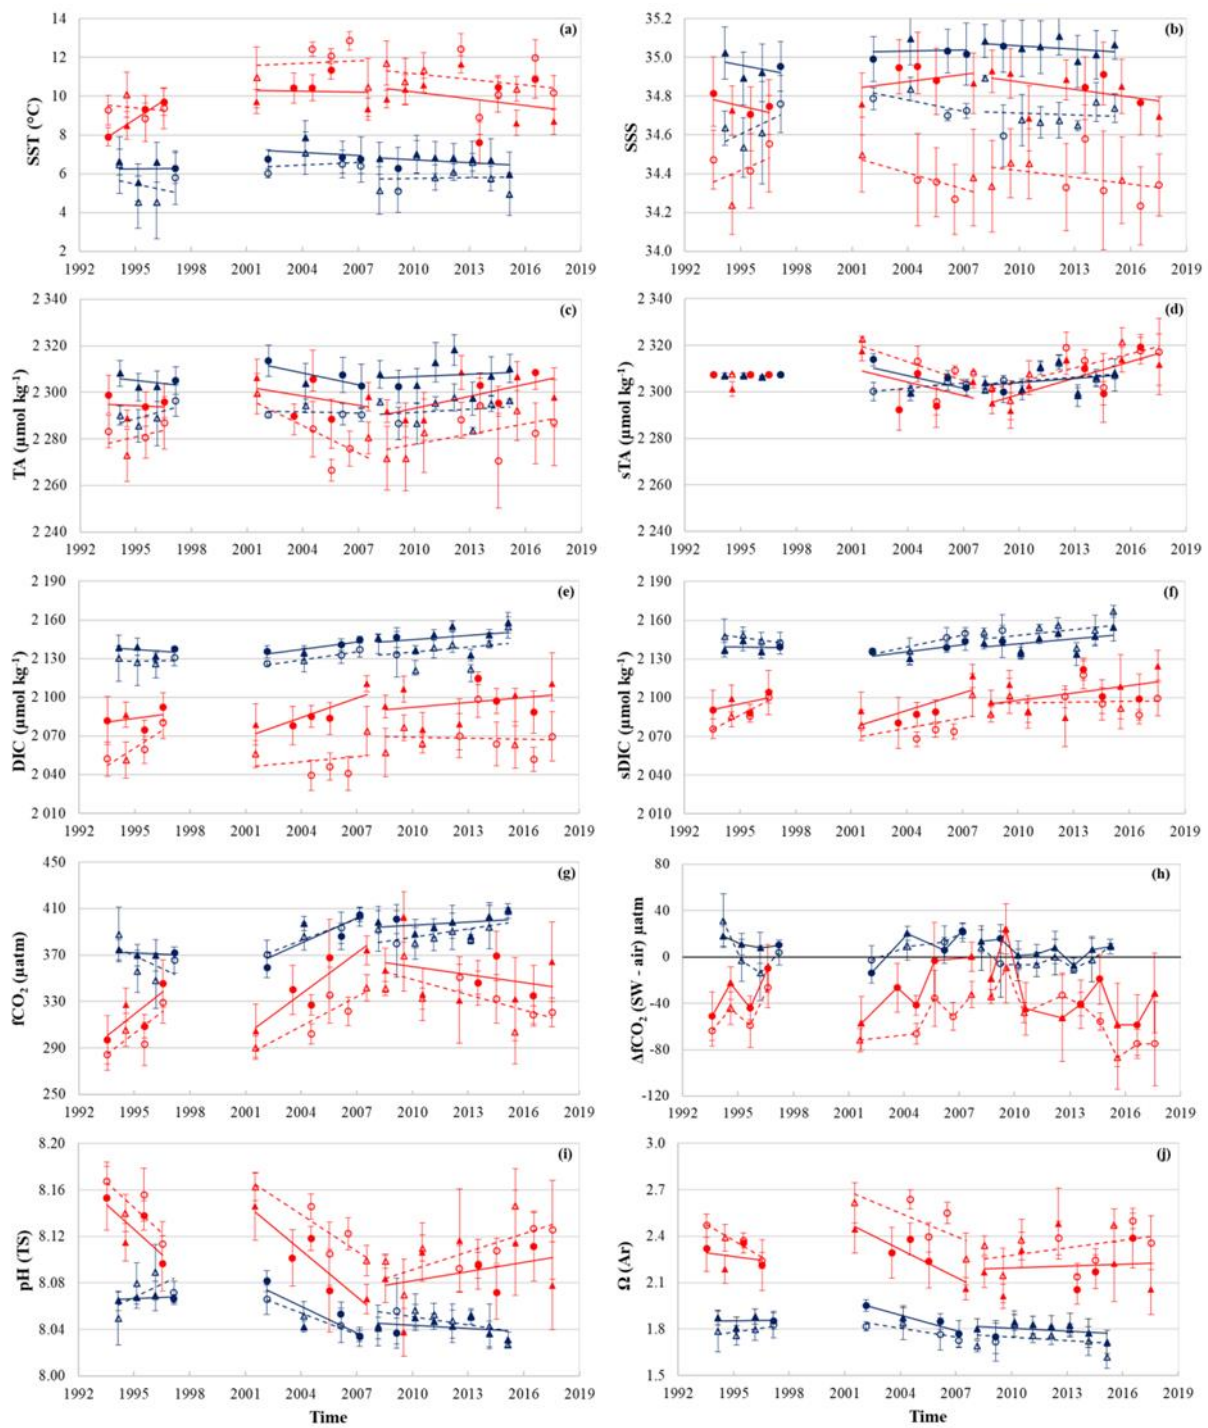 14
(a)
12
10
8
6
4
2
SST (°C)
1992 1995 1998 2001 2004 2007 2010 2013 2016 2019
35.2
(b)
35.0
34.8
34.6
34.4
34.2
34.0
SSS
1992 1995 1998 2001 2004 2007 2010 2013 2016 2019
2 340
(c)
2 320
2 300
2 280
2 260
2 240
TA (µmol kg⁻¹)
1992 1995 1998 2001 2004 2007 2010 2013 2016 2019
2 340
(d)
2 320
2 300
2 280
2 260
2 240
sTA (µmol kg⁻¹)
1992 1995 1998 2001 2004 2007 2010 2013 2016 2019
2 190
(e)
2 160
2 130
2 100
2 070
2 040
2 010
DIC (µmol kg⁻¹)
1992 1995 1998 2001 2004 2007 2010 2013 2016 2019
2 190
(f)
2 160
2 130
2 100
2 070
2 040
2 010
sDIC (µmol kg⁻¹)
1992 1995 1998 2001 2004 2007 2010 2013 2016 2019
450
(g)
410
370
330
290
250
fCO₂ (µatm)
1992 1995 1998 2001 2004 2007 2010 2013 2016 2019
80
(h)
40
0
-40
-80
-120
ΔfCO₂ (SW - air) µatm
1992 1995 1998 2001 2004 2007 2010 2013 2016 2019
8.20
(i)
8.16
8.12
8.08
8.04
8.00
pH (TS)
1992 1995 1998 2001 2004 2007 2010 2013 2016 2019
Time
3.0
(j)
2.7
2.4
2.1
1.8
1.5
Ω (Ar)
1992 1995 1998 2001 2004 2007 2010 2013 2016 2019
Time